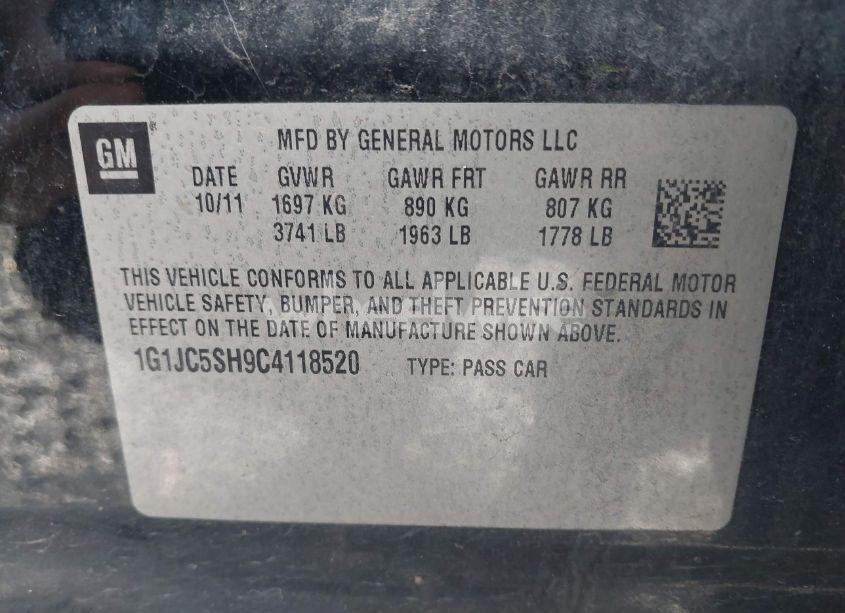 GM
MFD BY GENERAL MOTORS LLC
DATE GVWR GAWR FRT GAWR RR
10/11 1697 KG 890 KG 807 KG
3741 LB 1963 LB 1778 LB
THIS VEHICLE CONFORMS TO ALL APPLICABLE U.S. FEDERAL MOTOR
VEHICLE SAFETY, BUMPER, AND THEFT PREVENTION STANDARDS IN
EFFECT ON THE DATE OF MANUFACTURE SHOWN ABOVE.
1G1JC5SH9C4118520 TYPE: PASS CAR